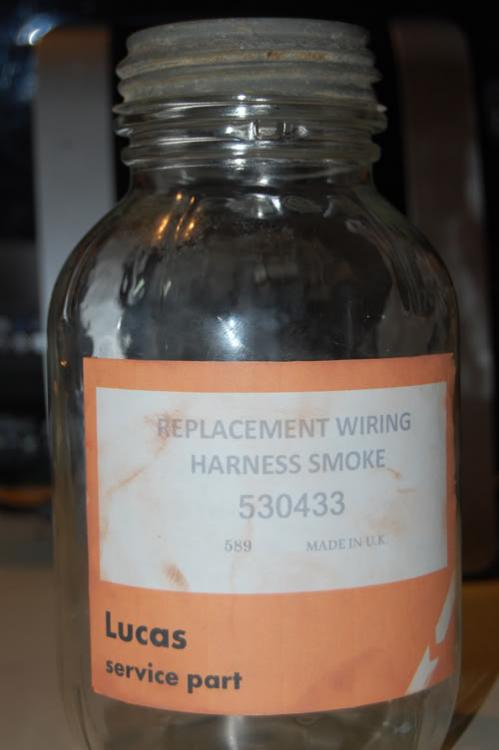 REPLACEMENT WIRING
HARNESS SMOKE
530433
589 MADE IN U.K.
Lucas
service part